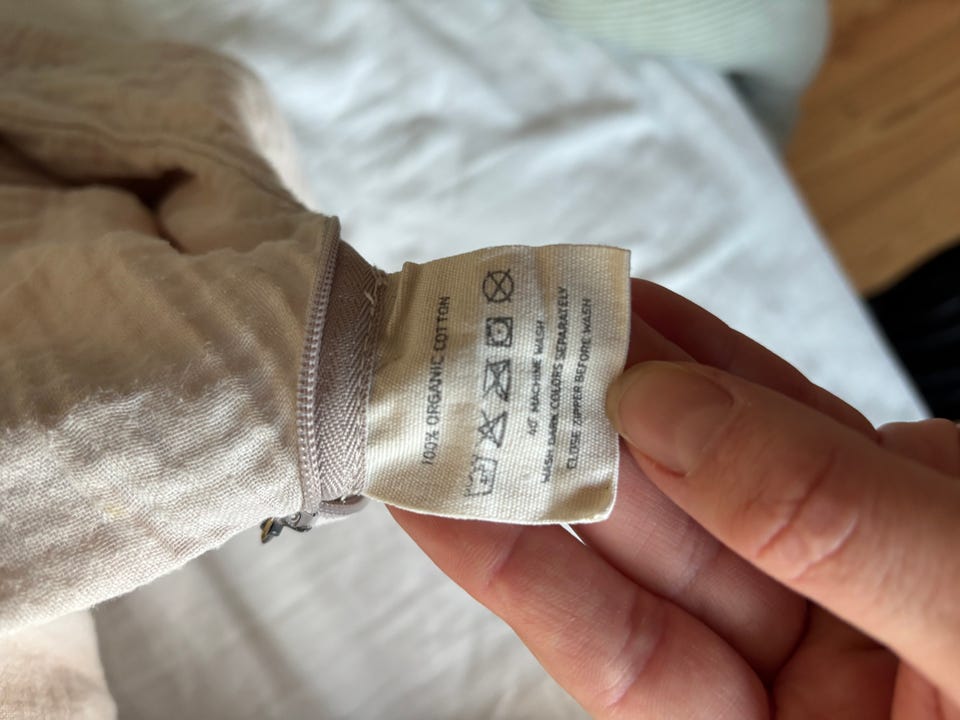 100% ORGANIC COTTON
40° MACHINE WASH
WASH DARK COLORS SEPARATELY
CLOSE ZIPPER BEFORE WASH